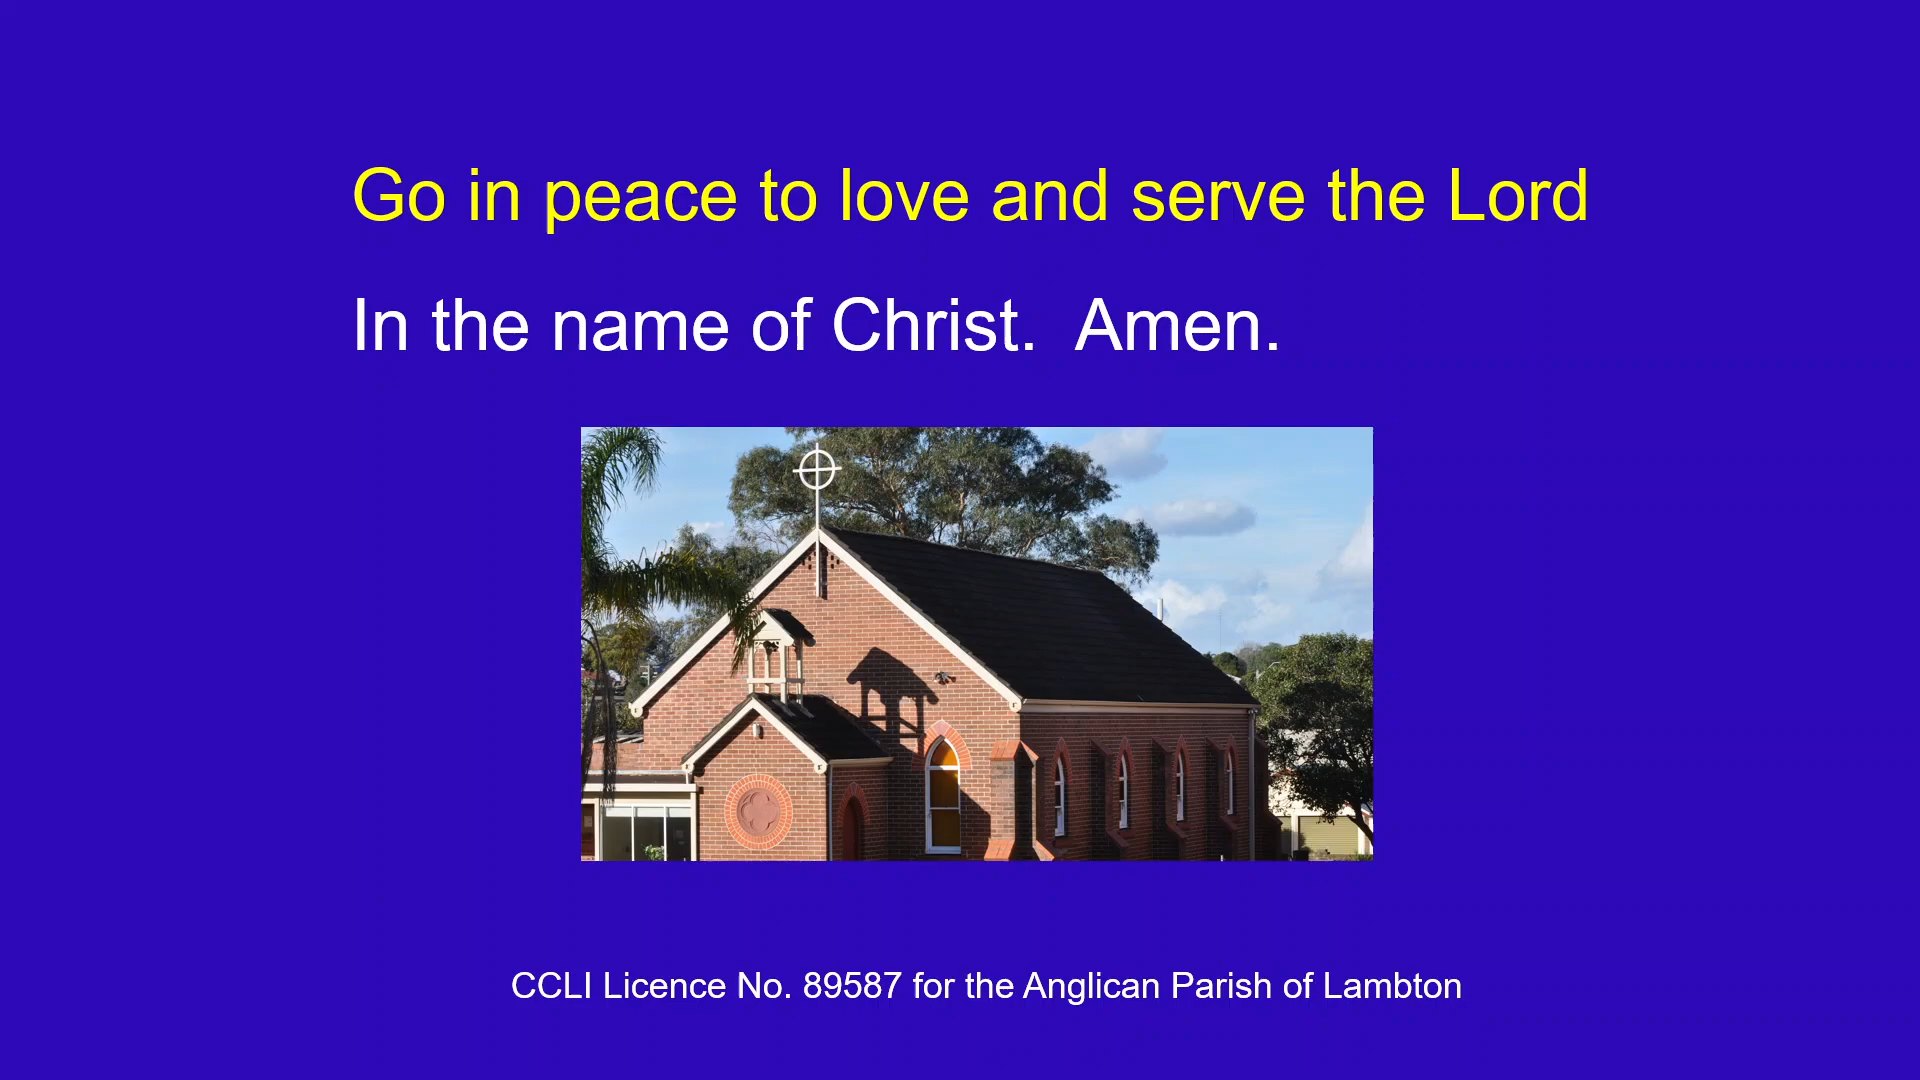 Go in peace to love and serve the Lord
In the name of Christ.  Amen.
CCLI Licence No. 89587 for the Anglican Parish of Lambton